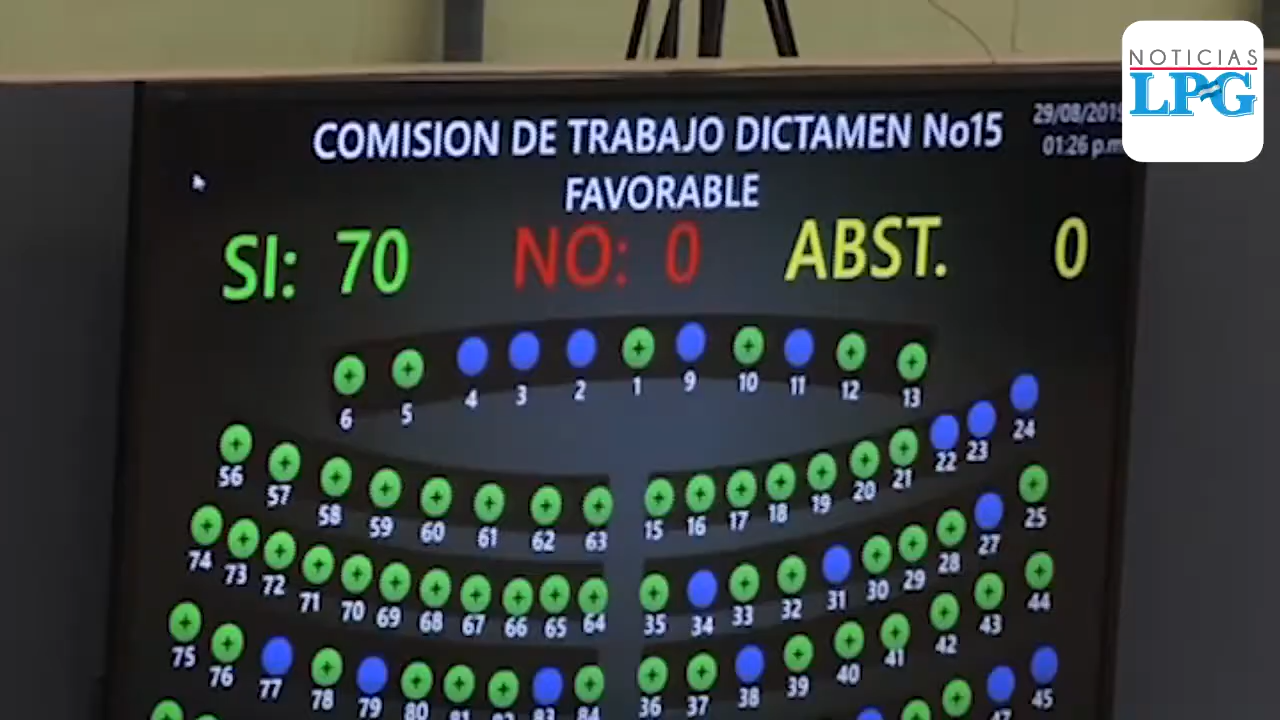 NOTICIAS
LPG
29/08/2019
01:26 p.m
COMISION DE TRABAJO DICTAMEN No15
FAVORABLE
SI: 70 NO: 0 ABST. 0
6 5 4 3 2 1 9 10 11 12 13
56 57 58 59 60 61 62 63 15 16 17 18 19 20 21 22 23 24
74 73 72 71 70 69 68 67 66 65 64 35 34 33 32 31 30 29 28 27 25
75 76 77 78 79 80 81 82 83 84 36 37 38 39 40 41 42 43 44
47 45